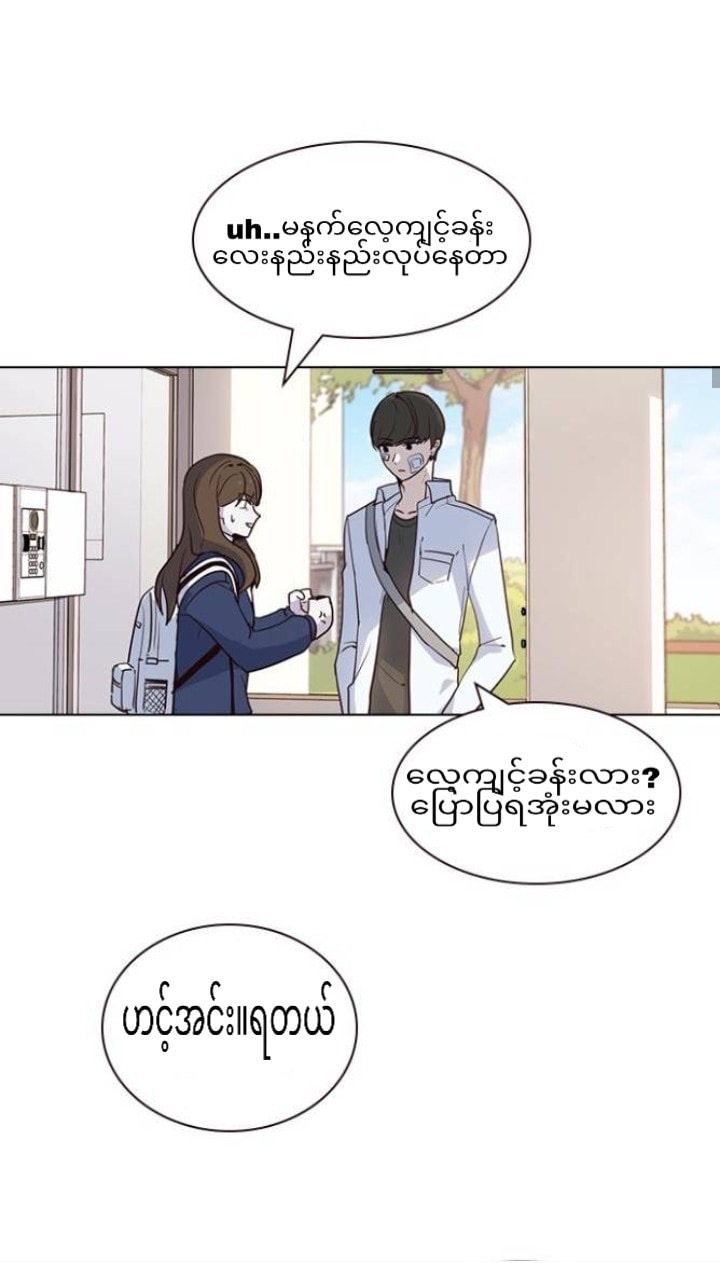 uh..မနက်လေ့ကျင့်ခန်း
လေးနည်းနည်းလုပ်နေတာ
လေ့ကျင့်ခန်းလား?
ပြောပြရအုံးမလား
ဟင့်အင်း။ရတယ်